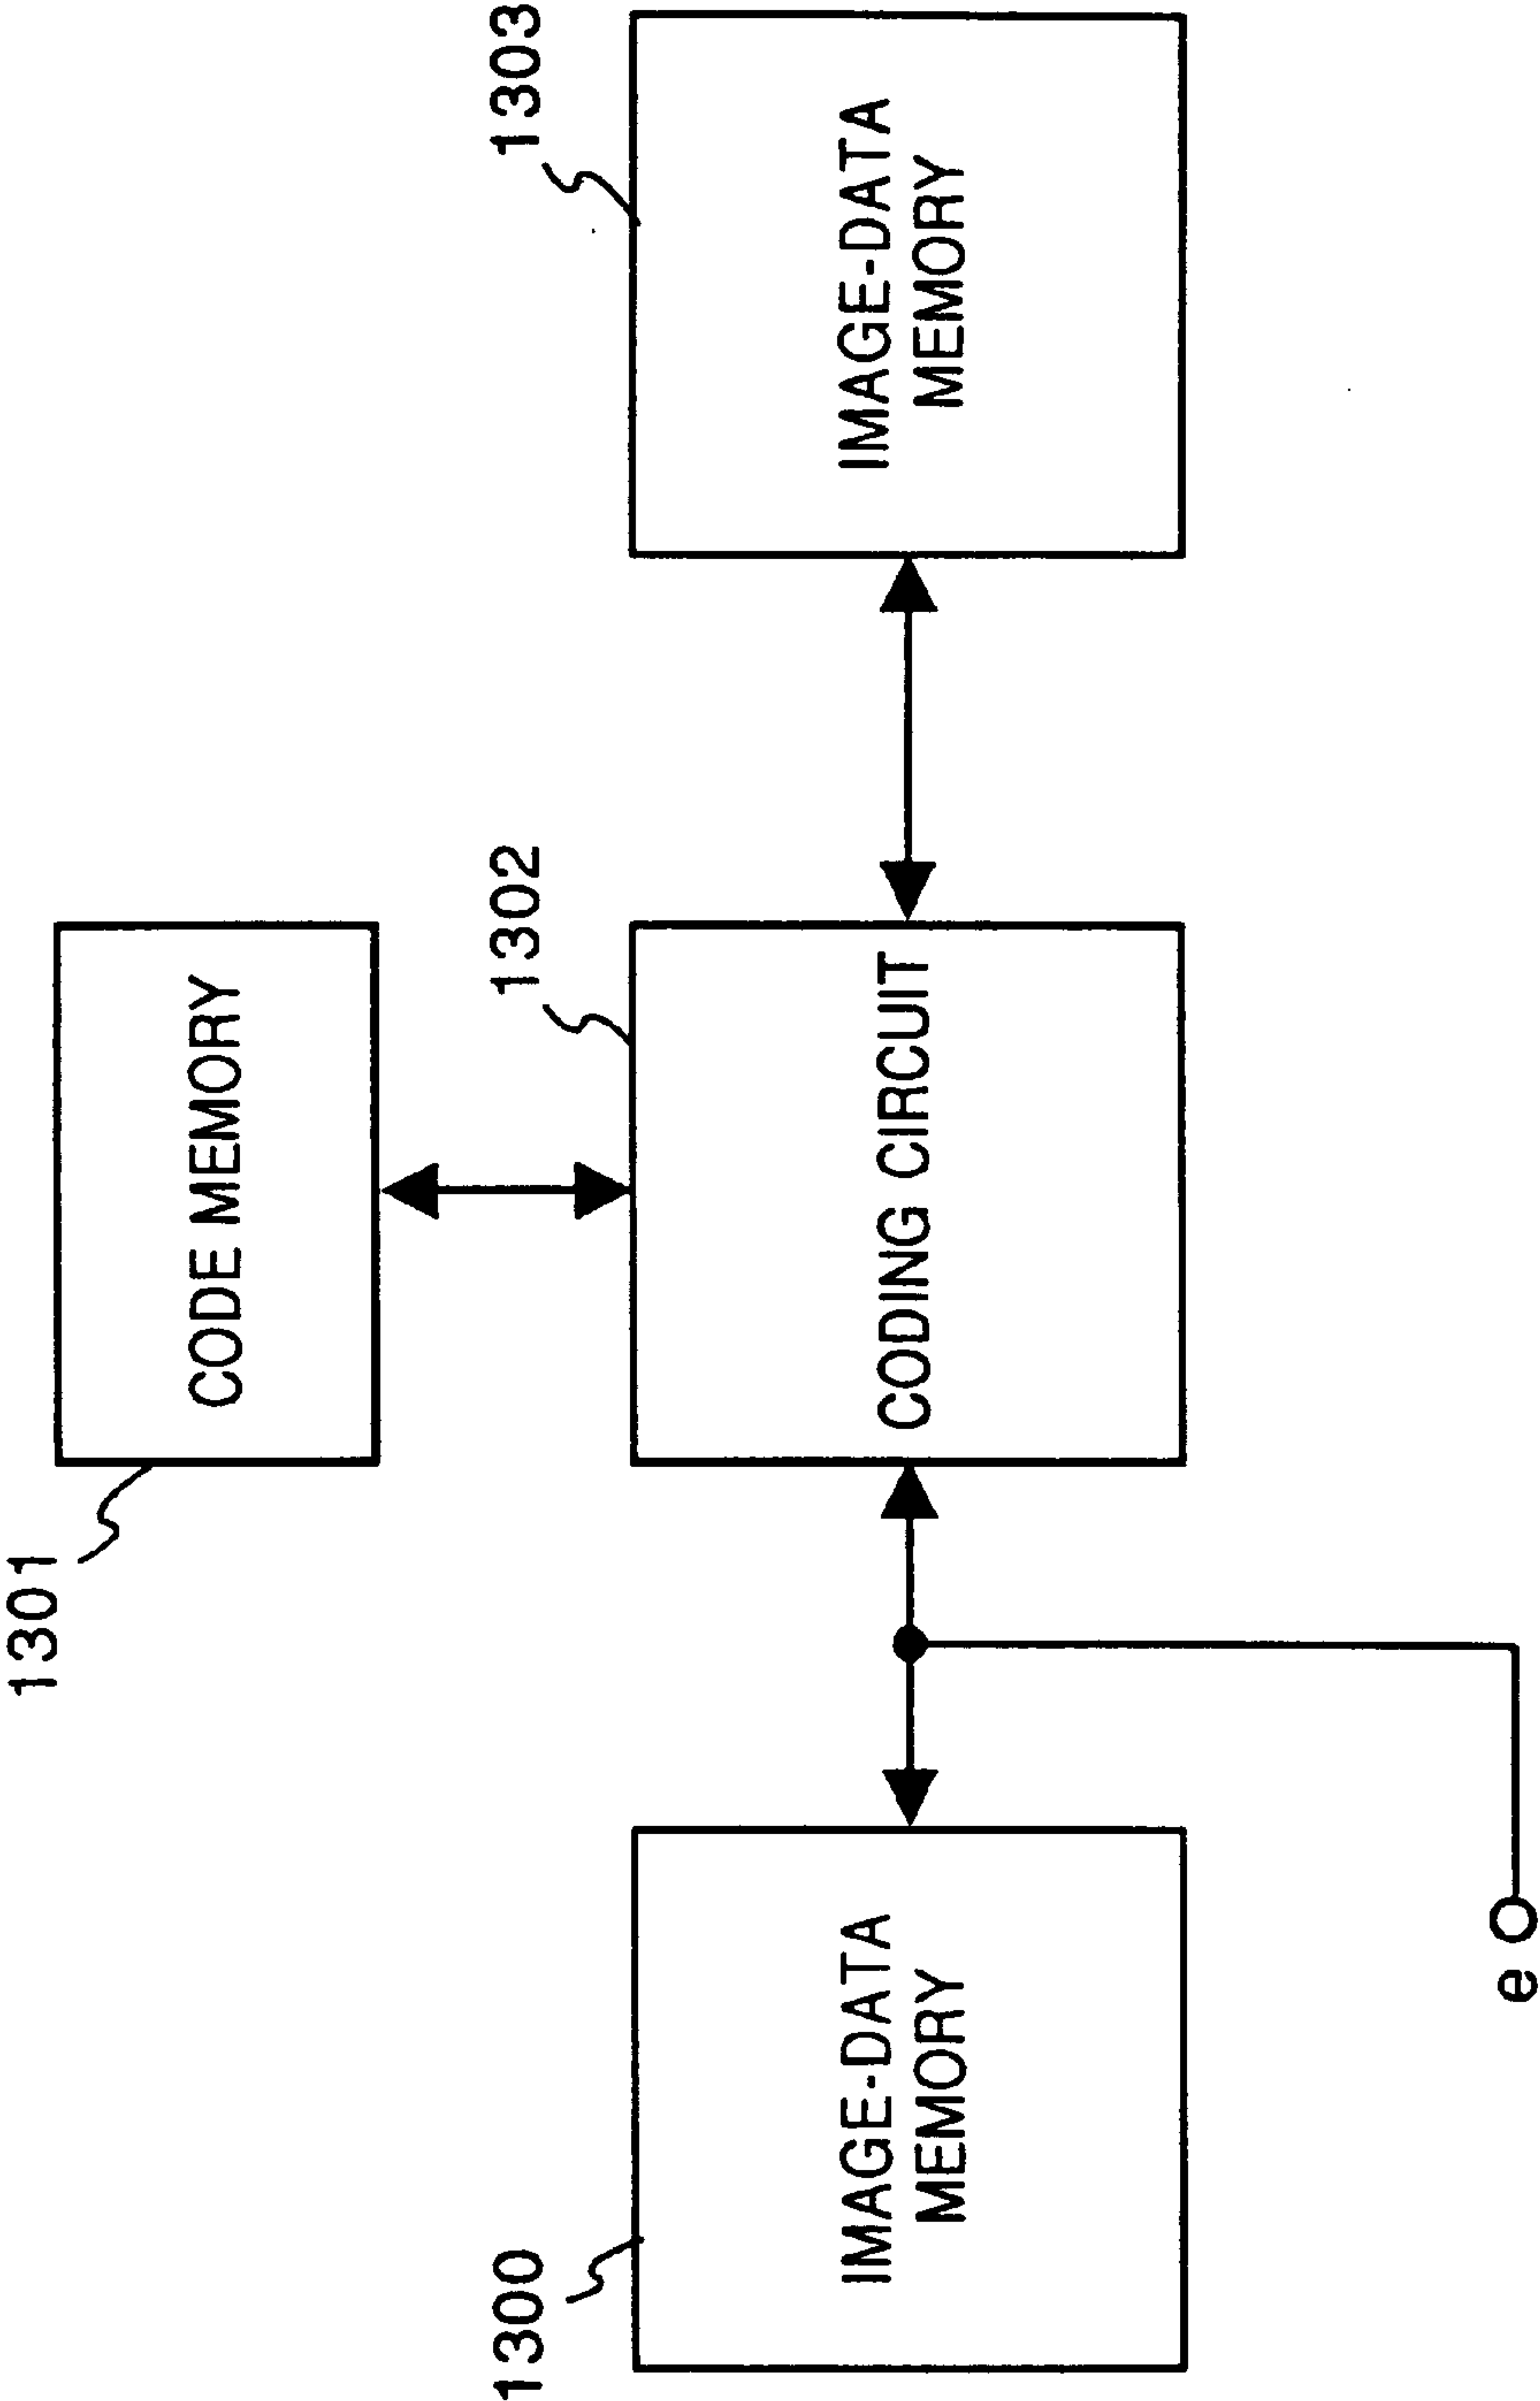 1301
CODE MEMORY
1300
1302
1303
IMAGE-DATA
MEMORY
CODING CIRCUIT
IMAGE-DATA
MEMORY
e